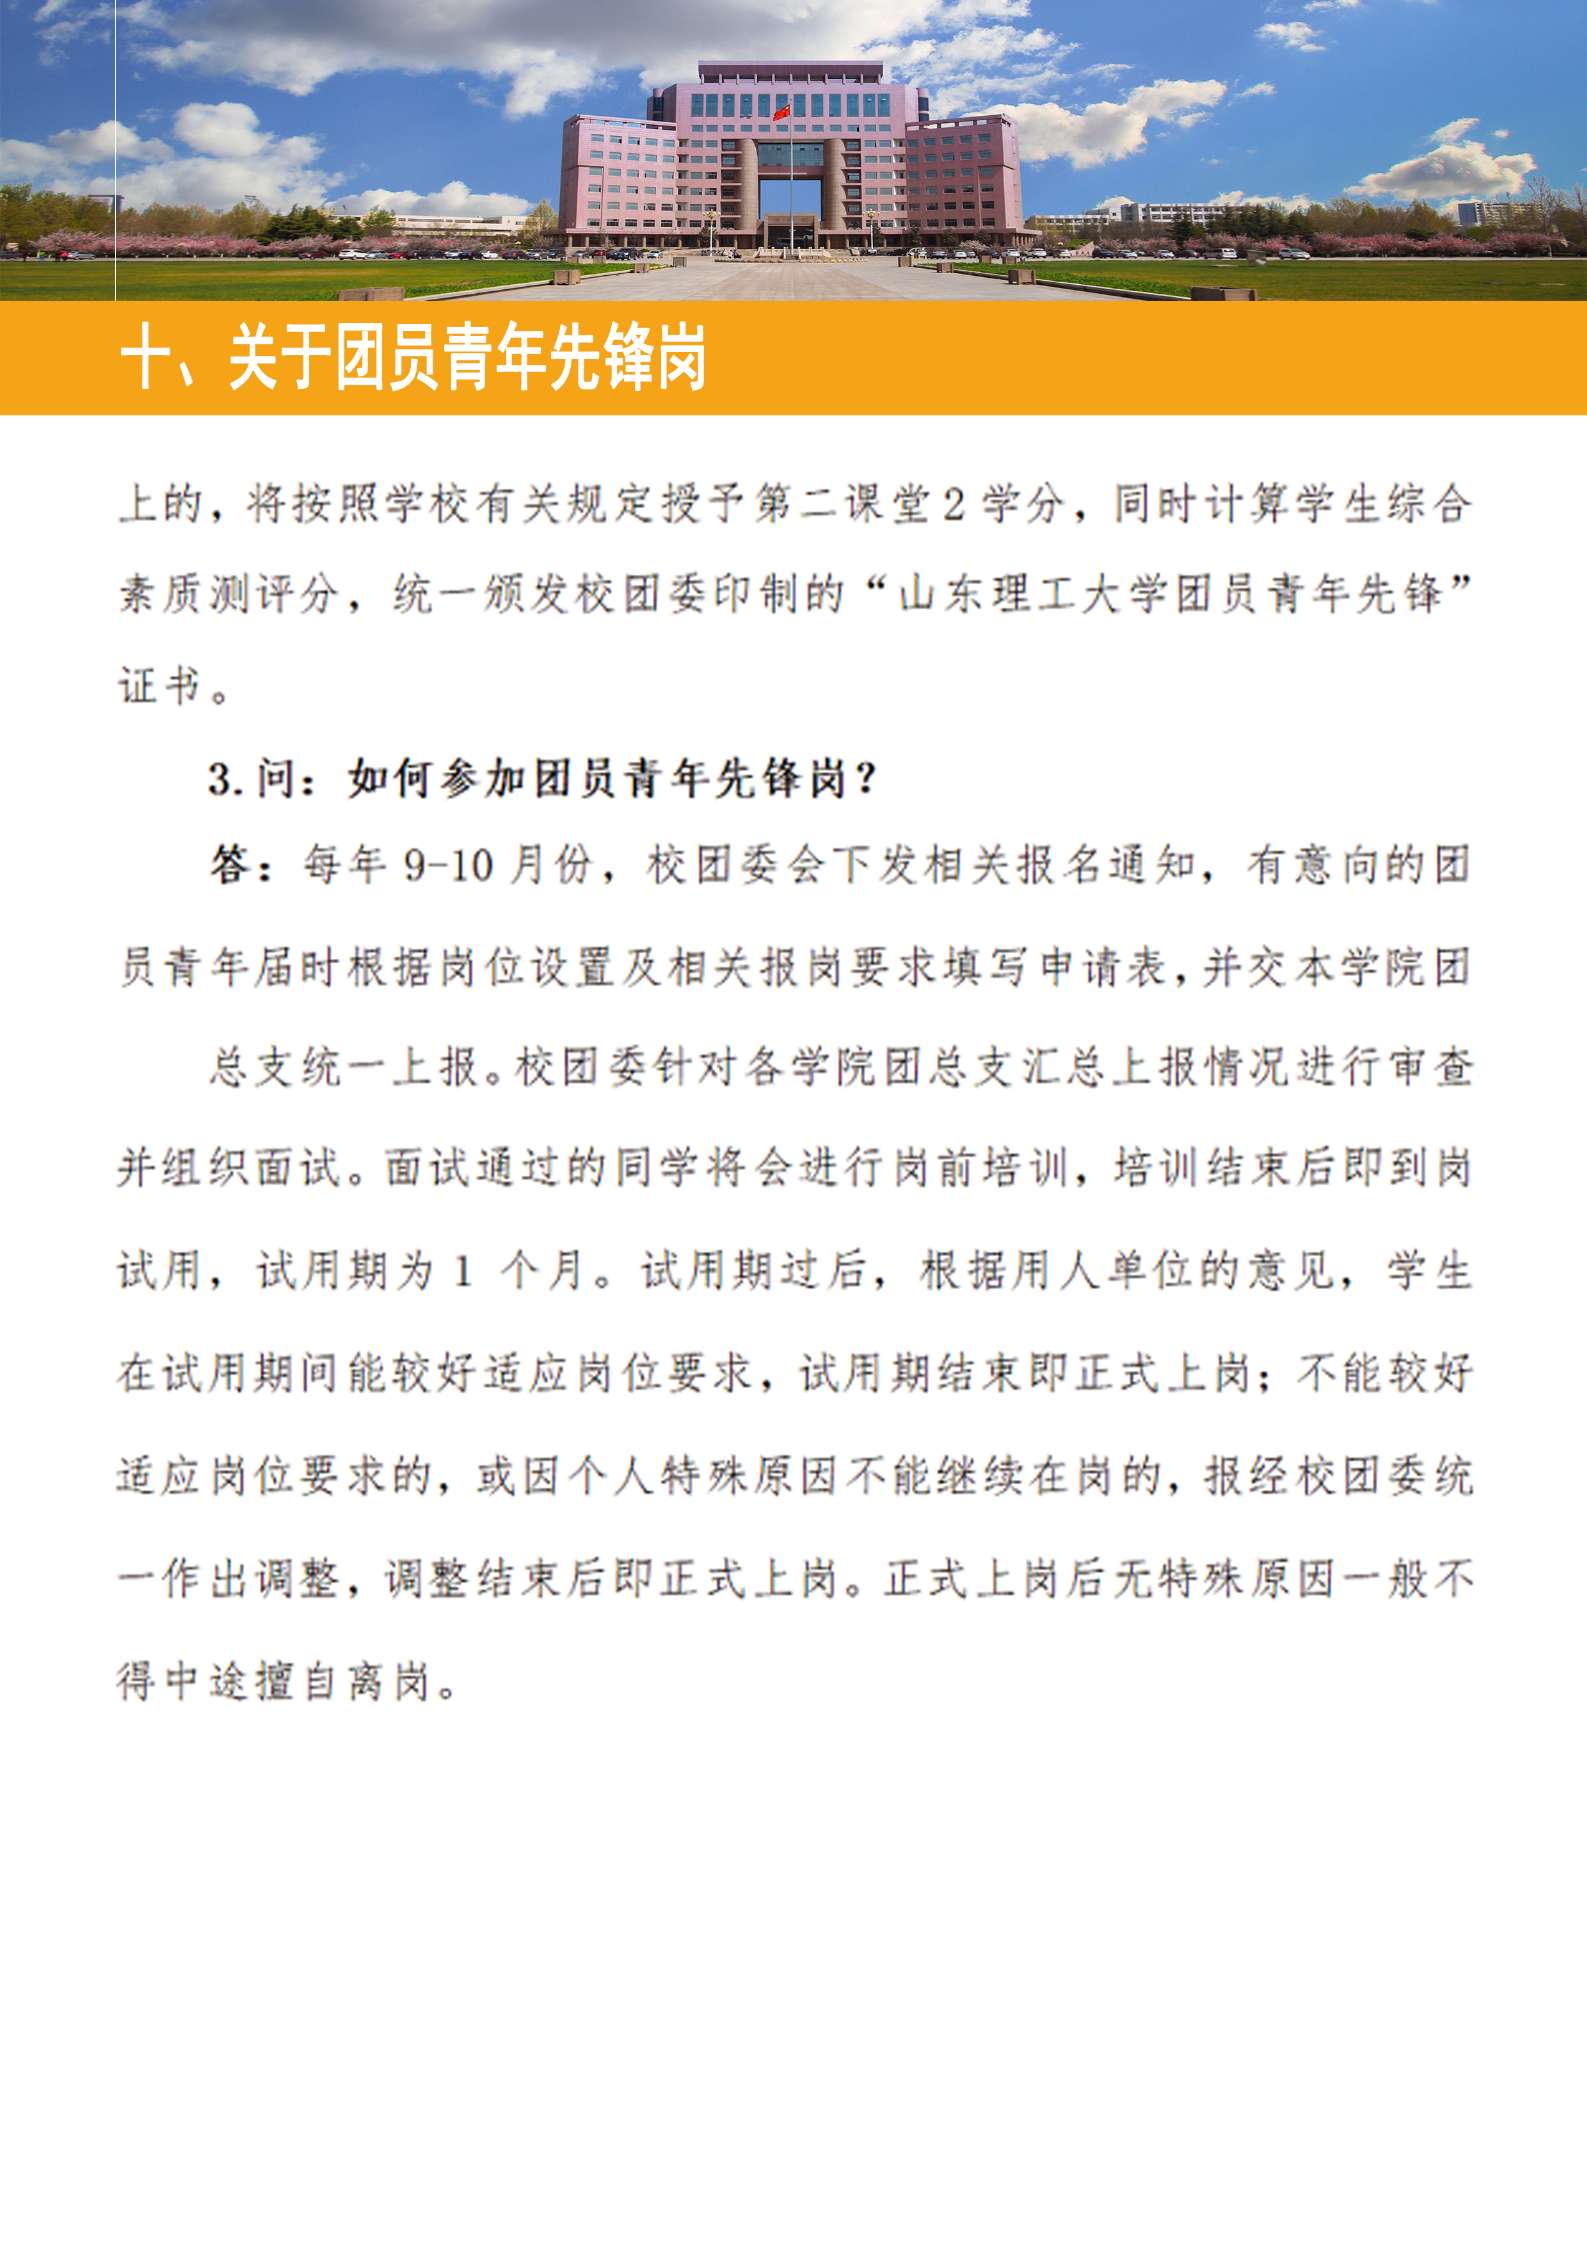 十、关于团员青年先锋岗
上的，将按照学校有关规定授予第二课堂2学分，同时计算学生综合
素质测评分，统一颁发校团委印制的“山东理工大学团员青年先锋”
证书。
3.问：如何参加团员青年先锋岗？
答：每年9-10月份，校团委会下发相关报名通知，有意向的团
员青年届时根据岗位设置及相关报岗要求填写申请表，并交本学院团
总支统一上报。校团委针对各学院团总支汇总上报情况进行审查
并组织面试。面试通过的同学将会进行岗前培训，培训结束后即到岗
试用，试用期为1 个月。试用期过后，根据用人单位的意见，学生
在试用期间能较好适应岗位要求，试用期结束即正式上岗；不能较好
适应岗位要求的，或因个人特殊原因不能继续在岗的，报经校团委统
一作出调整，调整结束后即正式上岗。正式上岗后无特殊原因一般不
得中途擅自离岗。